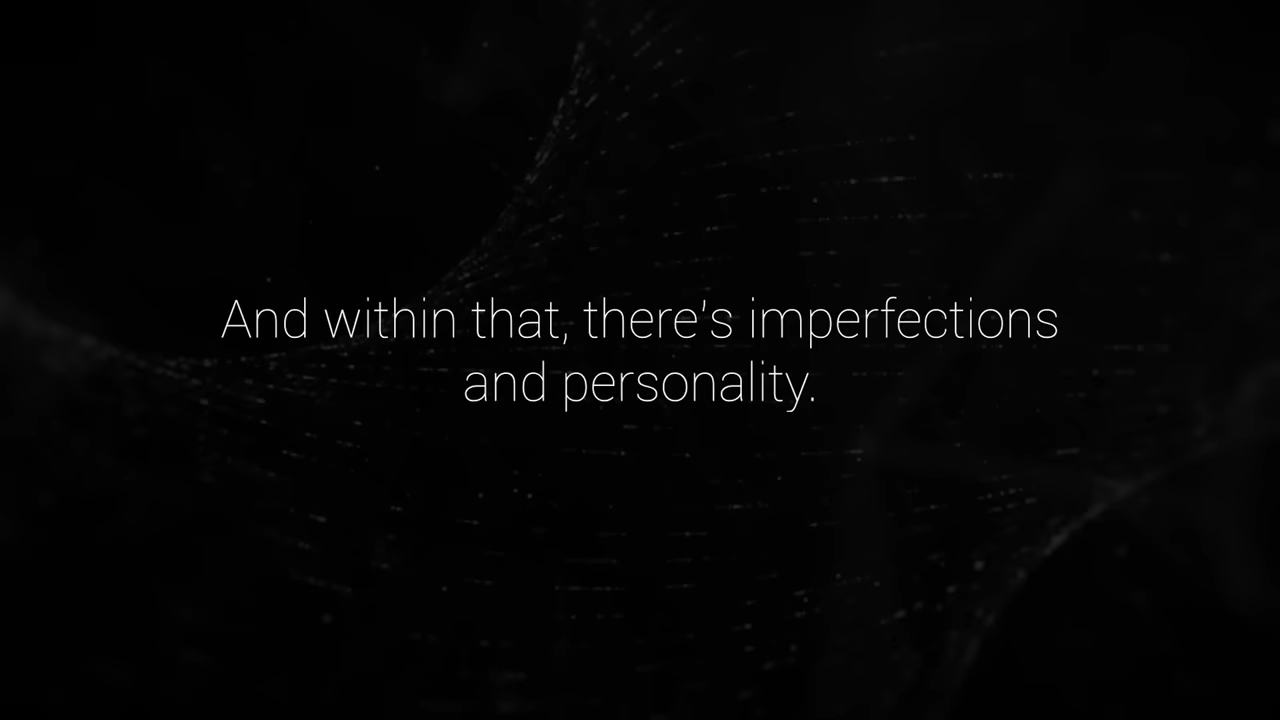 And within that, there's imperfections
and personality.